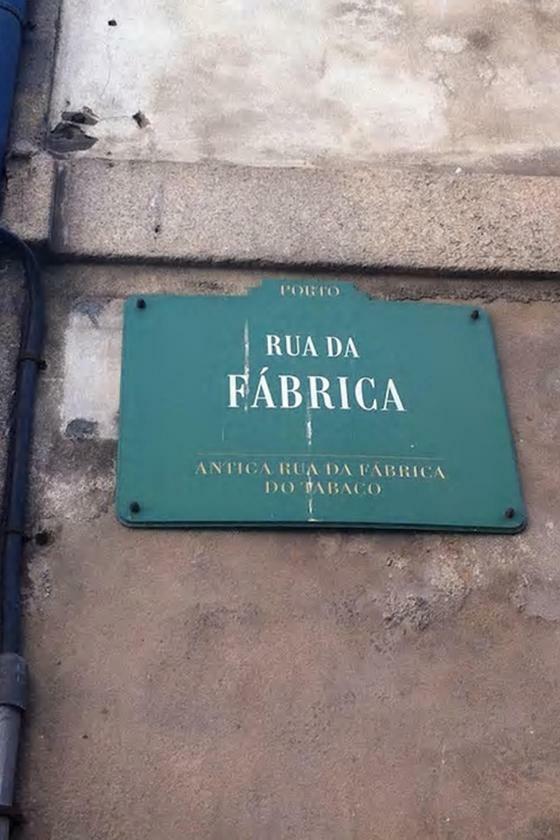 PORTO
RUA DA
FÁBRICA
ANTIGA RUA DA FÁBRICA
DO TABACO